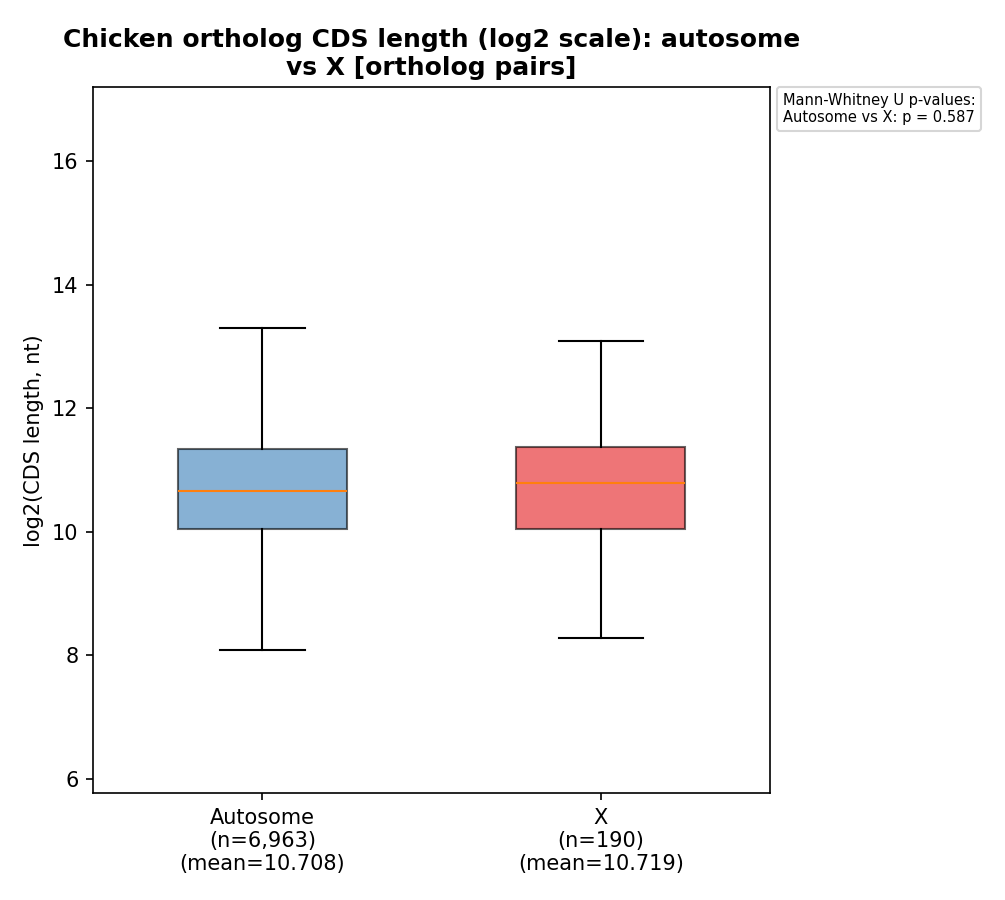 Chicken ortholog CDS length (log2 scale): autosome
vs X [ortholog pairs]
Mann-Whitney U p-values:
Autosome vs X: p = 0.587
log2(CDS length, nt)
16
14
12
10
8
6
Autosome
(n=6,963)
(mean=10.708)
X
(n=190)
(mean=10.719)